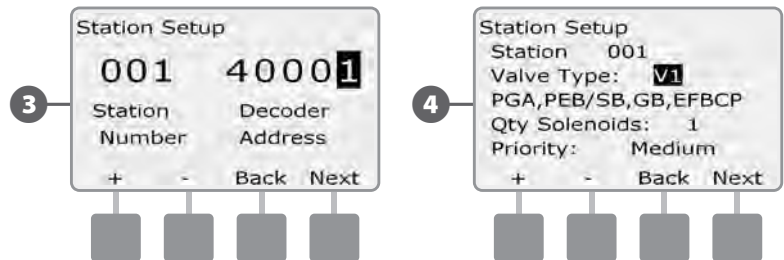 3
Station Setup
001 40001
Station Decoder
Number Address
+ - Back Next
4
Station Setup
Station 001
Valve Type: V1
PGA,PEB/SB,GB,EFBCP
Qty Solenoids: 1
Priority: Medium
+ - Back Next